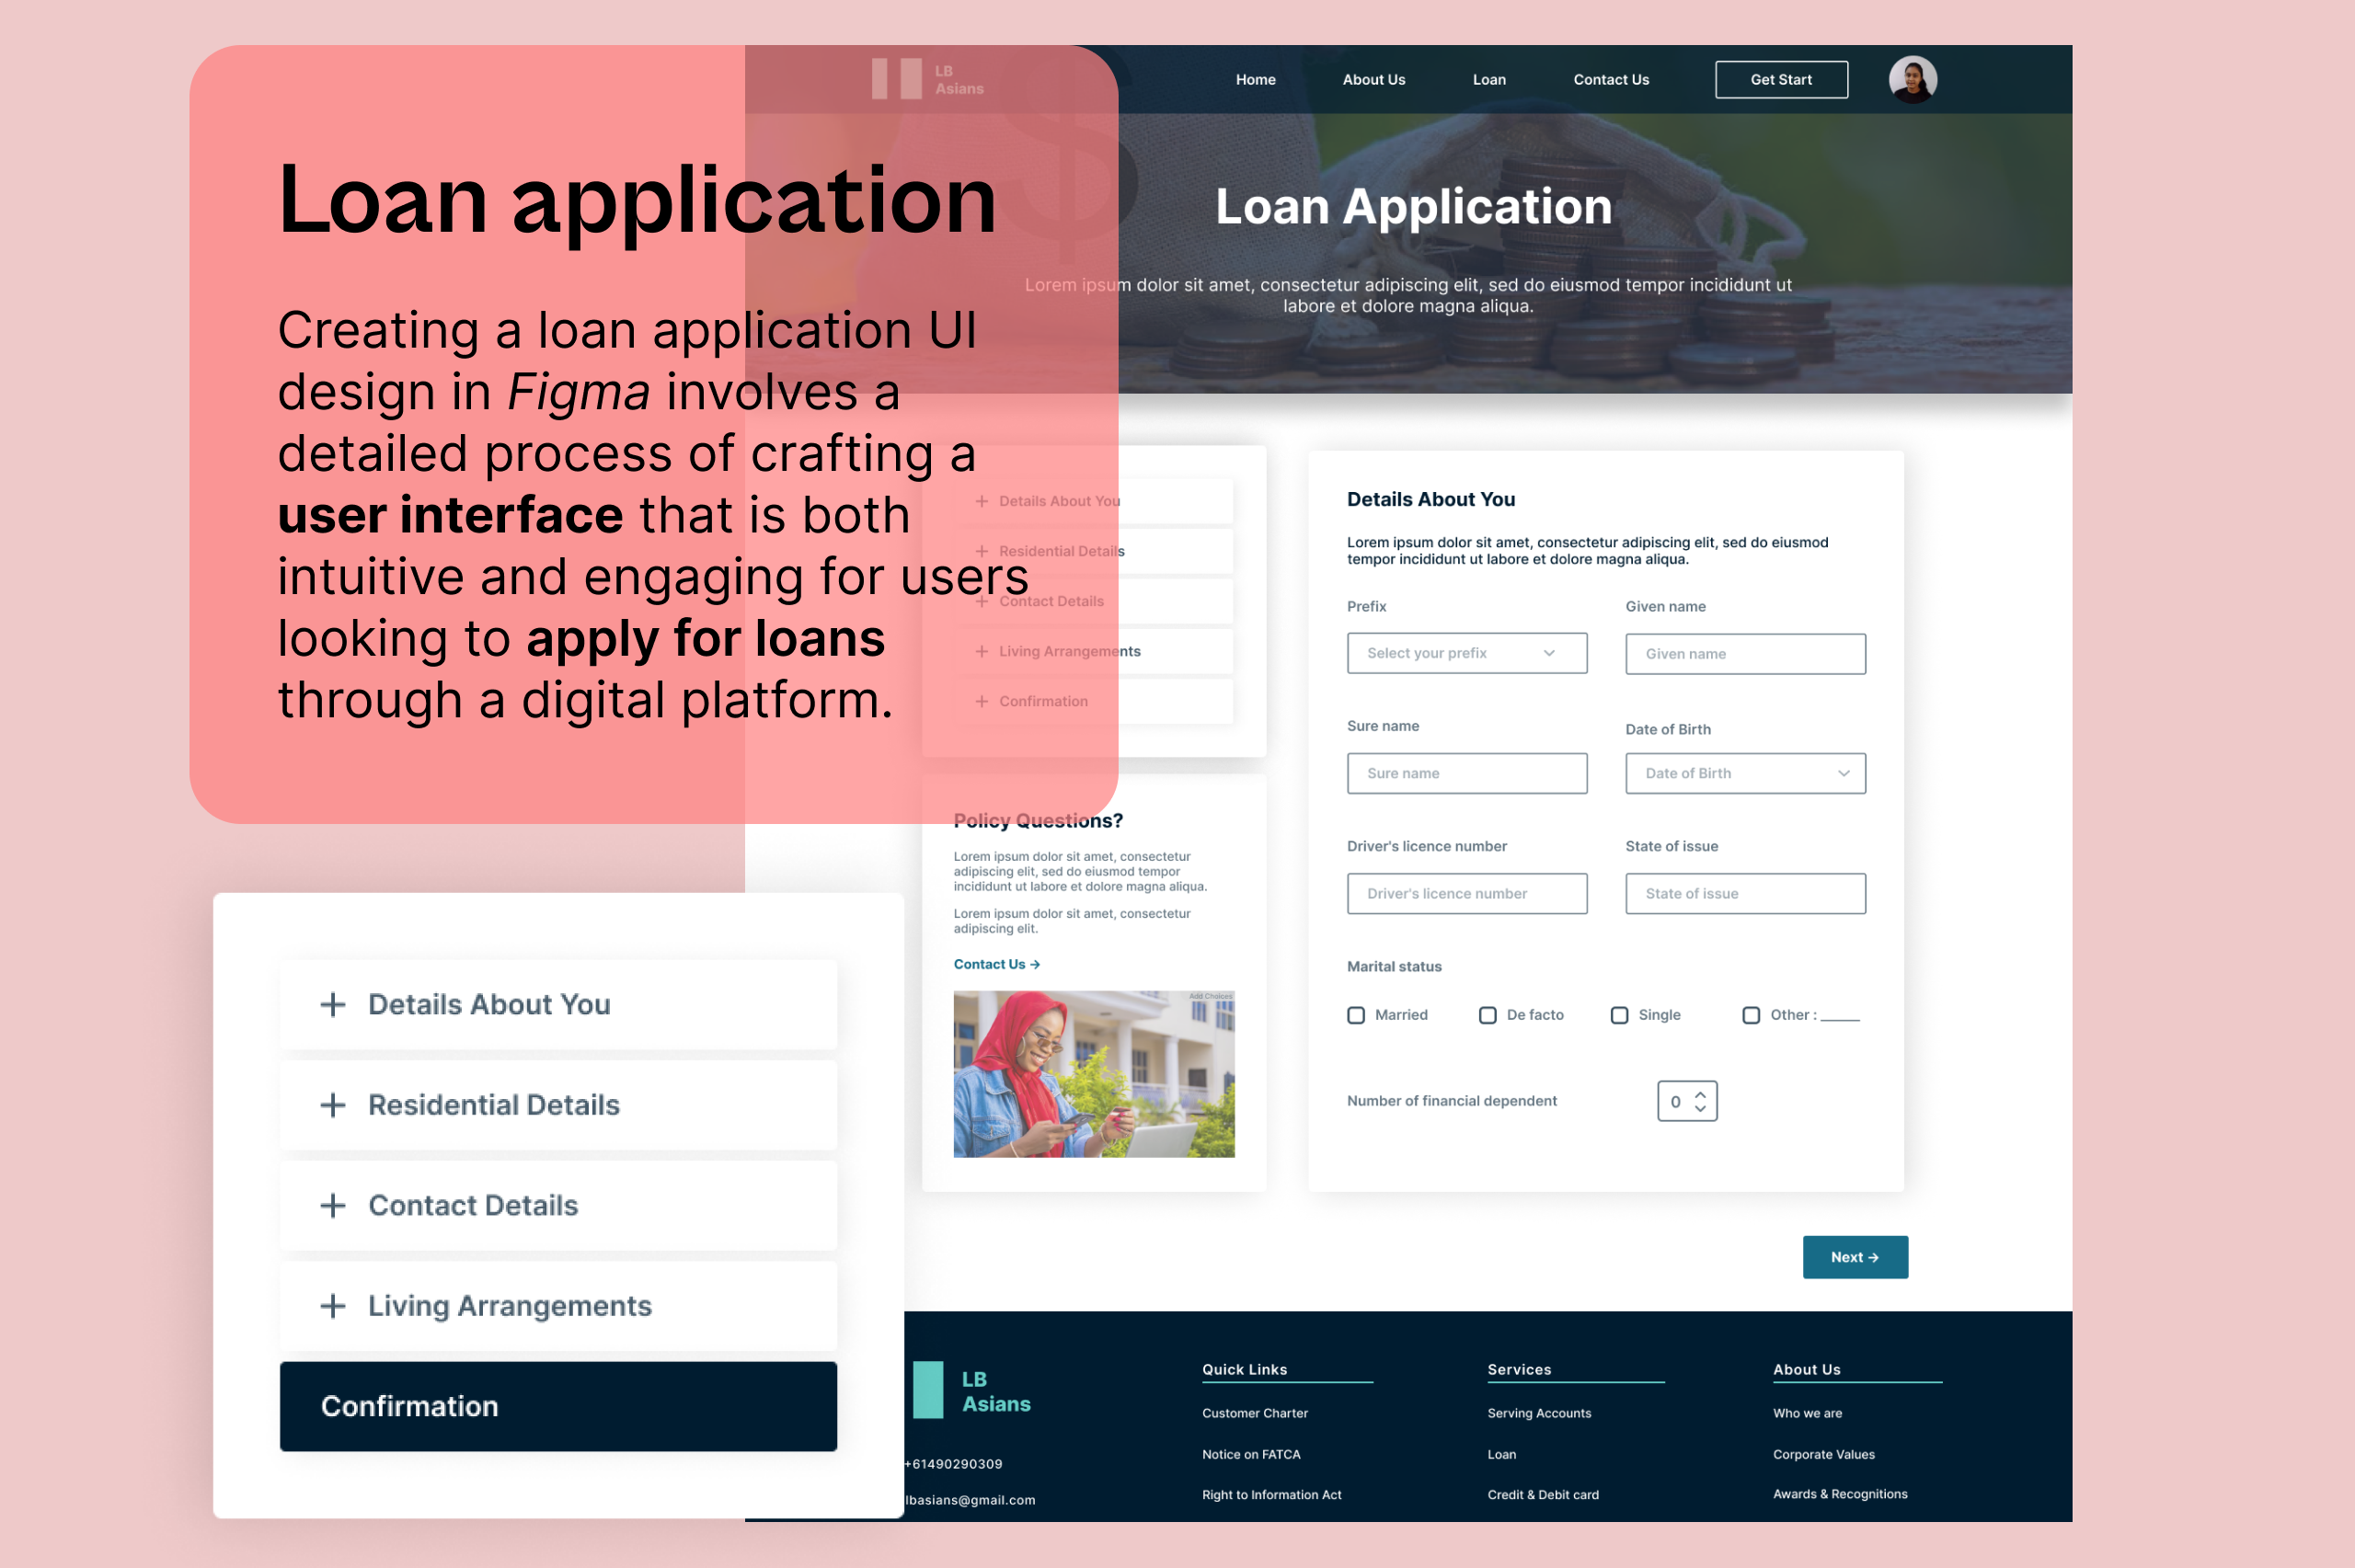 Loan application
Creating a loan application UI
design in Figma involves a
detailed process of crafting a
user interface that is both
intuitive and engaging for users
looking to apply for loans
through a digital platform.
LB
Asians
Home
About Us
Loan
Contact Us
Get Start
Loan Application
Lorem ipsum dolor sit amet, consectetur adipiscing elit, sed do eiusmod tempor incididunt ut
labore et dolore magna aliqua.
Details About You
Residential Details
Contact Details
Living Arrangements
Confirmation
Policy Questions?
Lorem ipsum dolor sit amet, consectetur
adipiscing elit, sed do eiusmod tempor
incididunt ut labore et dolore magna aliqua.
Lorem ipsum dolor sit amet, consectetur
adipiscing elit.
Contact Us →
Add Choices
Details About You
Lorem ipsum dolor sit amet, consectetur adipiscing elit, sed do eiusmod
tempor incididunt ut labore et dolore magna aliqua.
Prefix
Given name
Select your prefix
Given name
Sure name
Date of Birth
Sure name
Date of Birth
Driver's licence number
State of issue
Driver's licence number
State of issue
Marital status
Married
De facto
Single
Other : _____
Number of financial dependent
0
Next →
Details About You
Residential Details
Contact Details
Living Arrangements
Confirmation
LB
Asians
+61490290309
lbasians@gmail.com
Quick Links
Customer Charter
Notice on FATCA
Right to Information Act
Services
Serving Accounts
Loan
Credit & Debit card
About Us
Who we are
Corporate Values
Awards & Recognitions